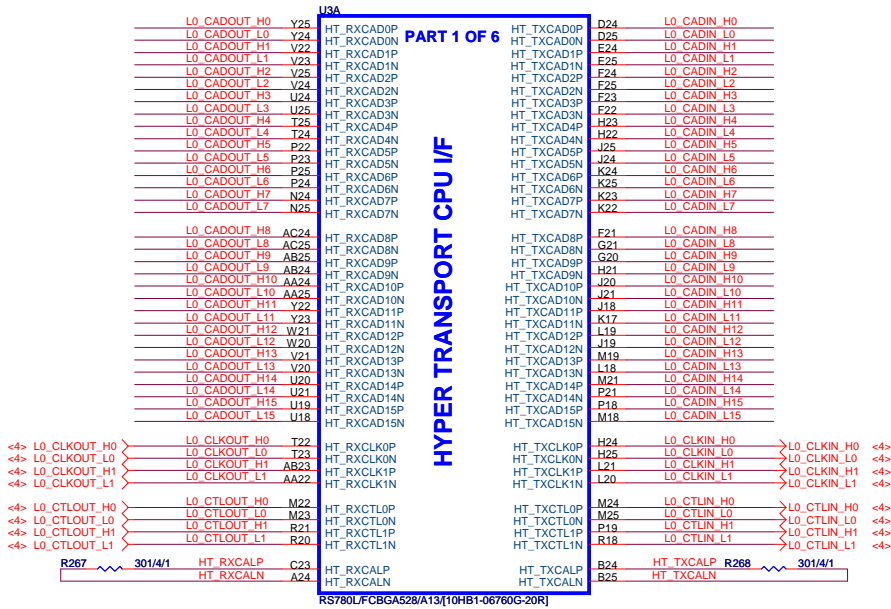 U3A
PART 1 OF 6
HYPER TRANSPORT CPU I/F
L0_CADOUT_H0 Y25 HT_RXCAD0P HT_TXCAD0P D24 L0_CADIN_H0
L0_CADOUT_L0 Y24 HT_RXCAD0N HT_TXCAD0N D25 L0_CADIN_L0
L0_CADOUT_H1 V22 HT_RXCAD1P HT_TXCAD1P E24 L0_CADIN_H1
L0_CADOUT_L1 V23 HT_RXCAD1N HT_TXCAD1N E25 L0_CADIN_L1
L0_CADOUT_H2 V25 HT_RXCAD2P HT_TXCAD2P F24 L0_CADIN_H2
L0_CADOUT_L2 V24 HT_RXCAD2N HT_TXCAD2N F25 L0_CADIN_L2
L0_CADOUT_H3 U24 HT_RXCAD3P HT_TXCAD3P F23 L0_CADIN_H3
L0_CADOUT_L3 U25 HT_RXCAD3N HT_TXCAD3N F22 L0_CADIN_L3
L0_CADOUT_H4 T25 HT_RXCAD4P HT_TXCAD4P H23 L0_CADIN_H4
L0_CADOUT_L4 T24 HT_RXCAD4N HT_TXCAD4N H22 L0_CADIN_L4
L0_CADOUT_H5 P22 HT_RXCAD5P HT_TXCAD5P J25 L0_CADIN_H5
L0_CADOUT_L5 P23 HT_RXCAD5N HT_TXCAD5N J24 L0_CADIN_L5
L0_CADOUT_H6 P25 HT_RXCAD6P HT_TXCAD6P K24 L0_CADIN_H6
L0_CADOUT_L6 P24 HT_RXCAD6N HT_TXCAD6N K25 L0_CADIN_L6
L0_CADOUT_H7 N24 HT_RXCAD7P HT_TXCAD7P K23 L0_CADIN_H7
L0_CADOUT_L7 N25 HT_RXCAD7N HT_TXCAD7N K22 L0_CADIN_L7
L0_CADOUT_H8 AC24 HT_RXCAD8P HT_TXCAD8P F21 L0_CADIN_H8
L0_CADOUT_L8 AC25 HT_RXCAD8N HT_TXCAD8N G21 L0_CADIN_L8
L0_CADOUT_H9 AB25 HT_RXCAD9P HT_TXCAD9P G20 L0_CADIN_H9
L0_CADOUT_L9 AB24 HT_RXCAD9N HT_TXCAD9N H21 L0_CADIN_L9
L0_CADOUT_H10 AA24 HT_RXCAD10P HT_TXCAD10P J20 L0_CADIN_H10
L0_CADOUT_L10 AA25 HT_RXCAD10N HT_TXCAD10N J21 L0_CADIN_L10
L0_CADOUT_H11 Y22 HT_RXCAD11P HT_TXCAD11P J18 L0_CADIN_H11
L0_CADOUT_L11 Y23 HT_RXCAD11N HT_TXCAD11N K17 L0_CADIN_L11
L0_CADOUT_H12 W21 HT_RXCAD12P HT_TXCAD12P L19 L0_CADIN_H12
L0_CADOUT_L12 W20 HT_RXCAD12N HT_TXCAD12N J19 L0_CADIN_L12
L0_CADOUT_H13 V21 HT_RXCAD13P HT_TXCAD13P M19 L0_CADIN_H13
L0_CADOUT_L13 V20 HT_RXCAD13N HT_TXCAD13N L18 L0_CADIN_L13
L0_CADOUT_H14 U20 HT_RXCAD14P HT_TXCAD14P M21 L0_CADIN_H14
L0_CADOUT_L14 U21 HT_RXCAD14N HT_TXCAD14N P21 L0_CADIN_L14
L0_CADOUT_H15 U19 HT_RXCAD15P HT_TXCAD15P P18 L0_CADIN_H15
L0_CADOUT_L15 U18 HT_RXCAD15N HT_TXCAD15N M18 L0_CADIN_L15
<4> L0_CLKOUT_H0 L0_CLKOUT_H0 T22 HT_RXCLK0P HT_TXCLK0P H24 L0_CLKIN_H0 L0_CLKIN_H0 <4>
<4> L0_CLKOUT_L0 L0_CLKOUT_L0 T23 HT_RXCLK0N HT_TXCLK0N H25 L0_CLKIN_L0 L0_CLKIN_L0 <4>
<4> L0_CLKOUT_H1 L0_CLKOUT_H1 AB23 HT_RXCLK1P HT_TXCLK1P L21 L0_CLKIN_H1 L0_CLKIN_H1 <4>
<4> L0_CLKOUT_L1 L0_CLKOUT_L1 AA22 HT_RXCLK1N HT_TXCLK1N L20 L0_CLKIN_L1 L0_CLKIN_L1 <4>
<4> L0_CTLOUT_H0 L0_CTLOUT_H0 M22 HT_RXCTL0P HT_TXCTL0P M24 L0_CTLIN_H0 L0_CTLIN_H0 <4>
<4> L0_CTLOUT_L0 L0_CTLOUT_L0 M23 HT_RXCTL0N HT_TXCTL0N M25 L0_CTLIN_L0 L0_CTLIN_L0 <4>
<4> L0_CTLOUT_H1 L0_CTLOUT_H1 R21 HT_RXCTL1P HT_TXCTL1P P19 L0_CTLIN_H1 L0_CTLIN_H1 <4>
<4> L0_CTLOUT_L1 L0_CTLOUT_L1 R20 HT_RXCTL1N HT_TXCTL1N R18 L0_CTLIN_L1 L0_CTLIN_L1 <4>
R267 301/4/1 HT_RXCALP C23 HT_RXCALP HT_TXCALP B24 HT_TXCALP R268 301/4/1
HT_RXCALN A24 HT_RXCALN HT_TXCALN B25 HT_TXCALN
RS780L/FCBGA528/A13/[10HB1-06760G-20R]